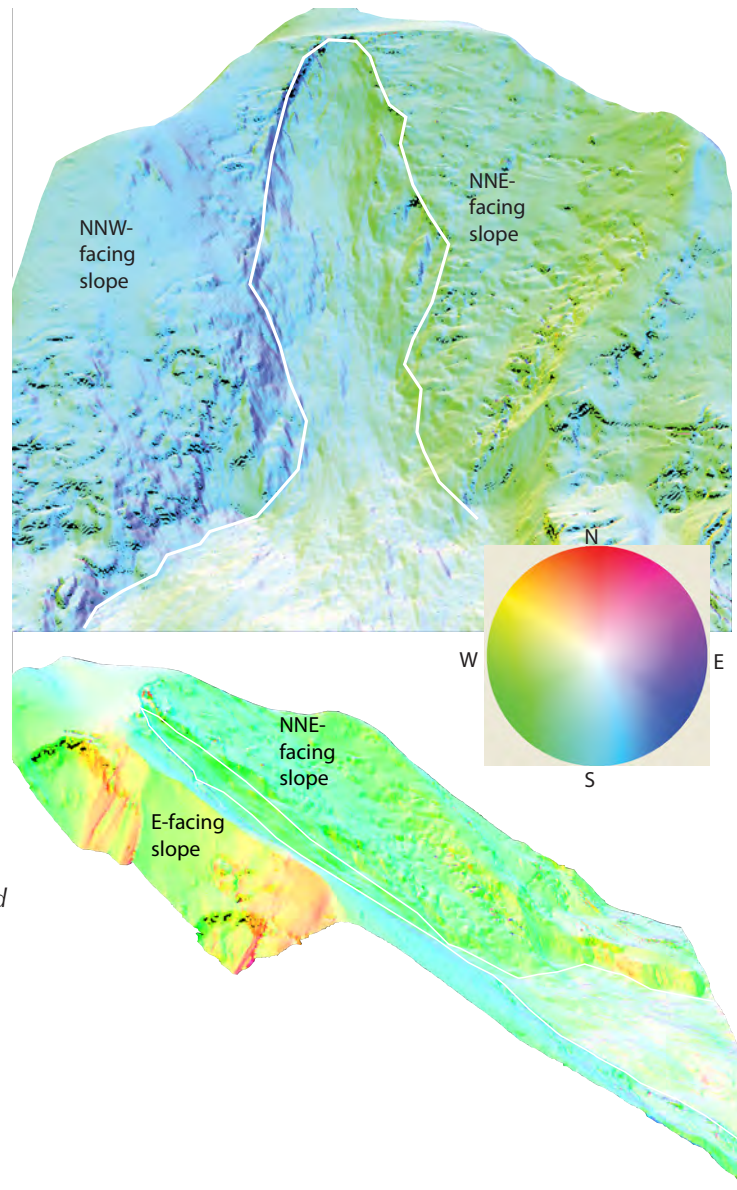 NNW-
facing
slope
NNE-
facing
slope
N
W
E
S
NNE-
facing
slope
E-facing
slope
d